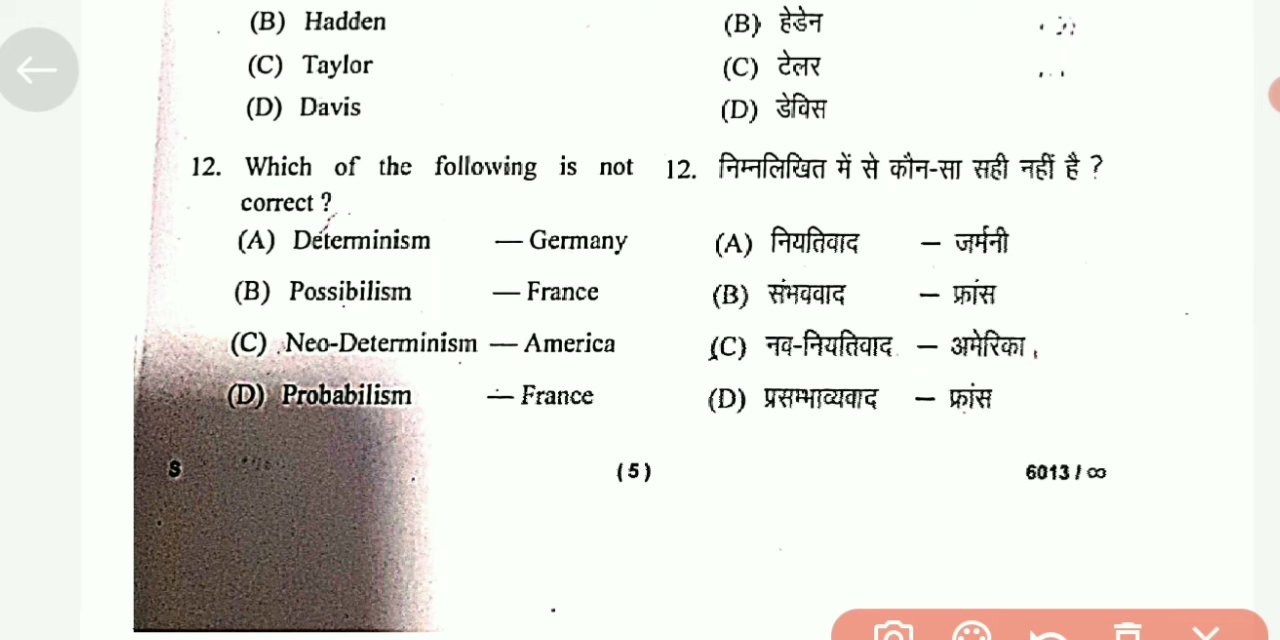 (B) Hadden
(C) Taylor
(D) Davis
12. Which of the following is not
correct ?
(A) Determinism — Germany
(B) Possibilism — France
(C) Neo-Determinism — America
(D) Probabilism — France
(B) हेडेन
(C) टेलर
(D) डेविस
12. निम्नलिखित में से कौन-सा सही नहीं है ?
(A) नियतिवाद – जर्मनी
(B) संभववाद – फ्रांस
(C) नव-नियतिवाद – अमेरिका
(D) प्रसम्भाव्यवाद – फ्रांस
S (5) 6013 / ∞